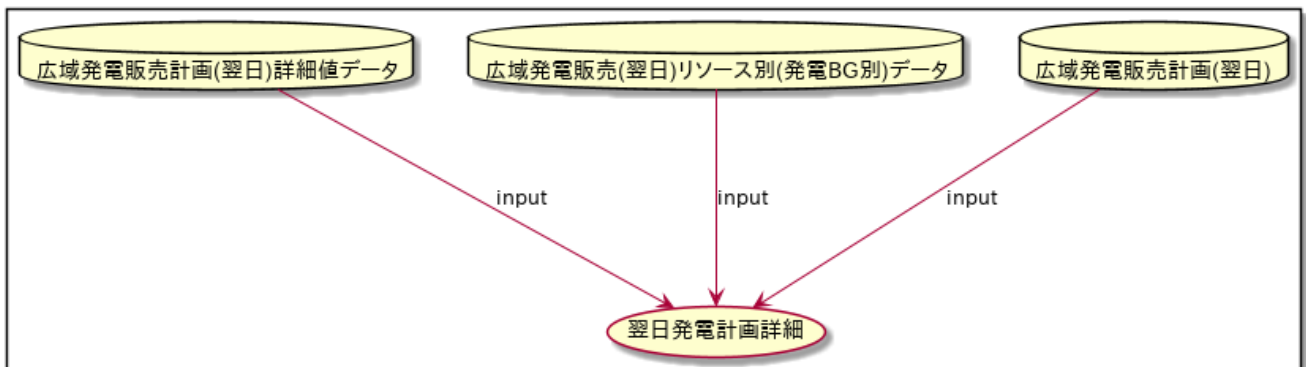 広域発電販売計画(翌日)詳細値データ
広域発電販売(翌日)リソース別(発電BG別)データ
広域発電販売計画(翌日)
input
input
input
翌日発電計画詳細